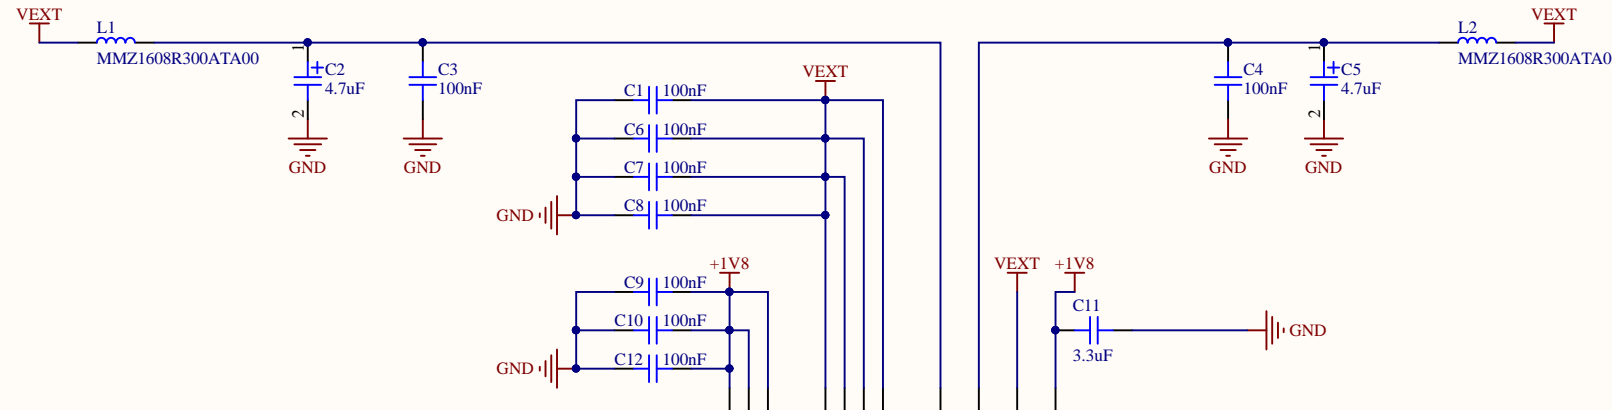 VEXT
L1
MMZ1608R300ATA00
1
C2
4.7uF
2
GND
C3
100nF
GND
VEXT
C1 100nF
C6 100nF
C7 100nF
C8 100nF
GND
+1V8
C9 100nF
C10 100nF
C12 100nF
GND
VEXT
L2
MMZ1608R300ATA0
C4
100nF
GND
1
C5
4.7uF
2
GND
VEXT
+1V8
C11
3.3uF
GND